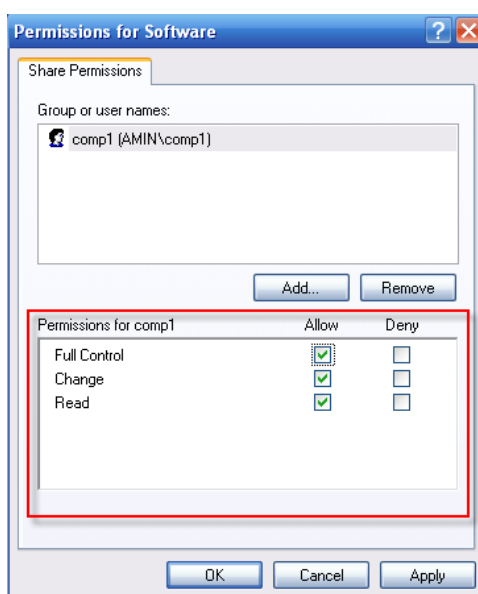 Permissions for Software
Share Permissions
Group or user names:
comp1 (AMIN\comp1)
Add... Remove
Permissions for comp1 Allow Deny
Full Control
Change
Read
OK Cancel Apply